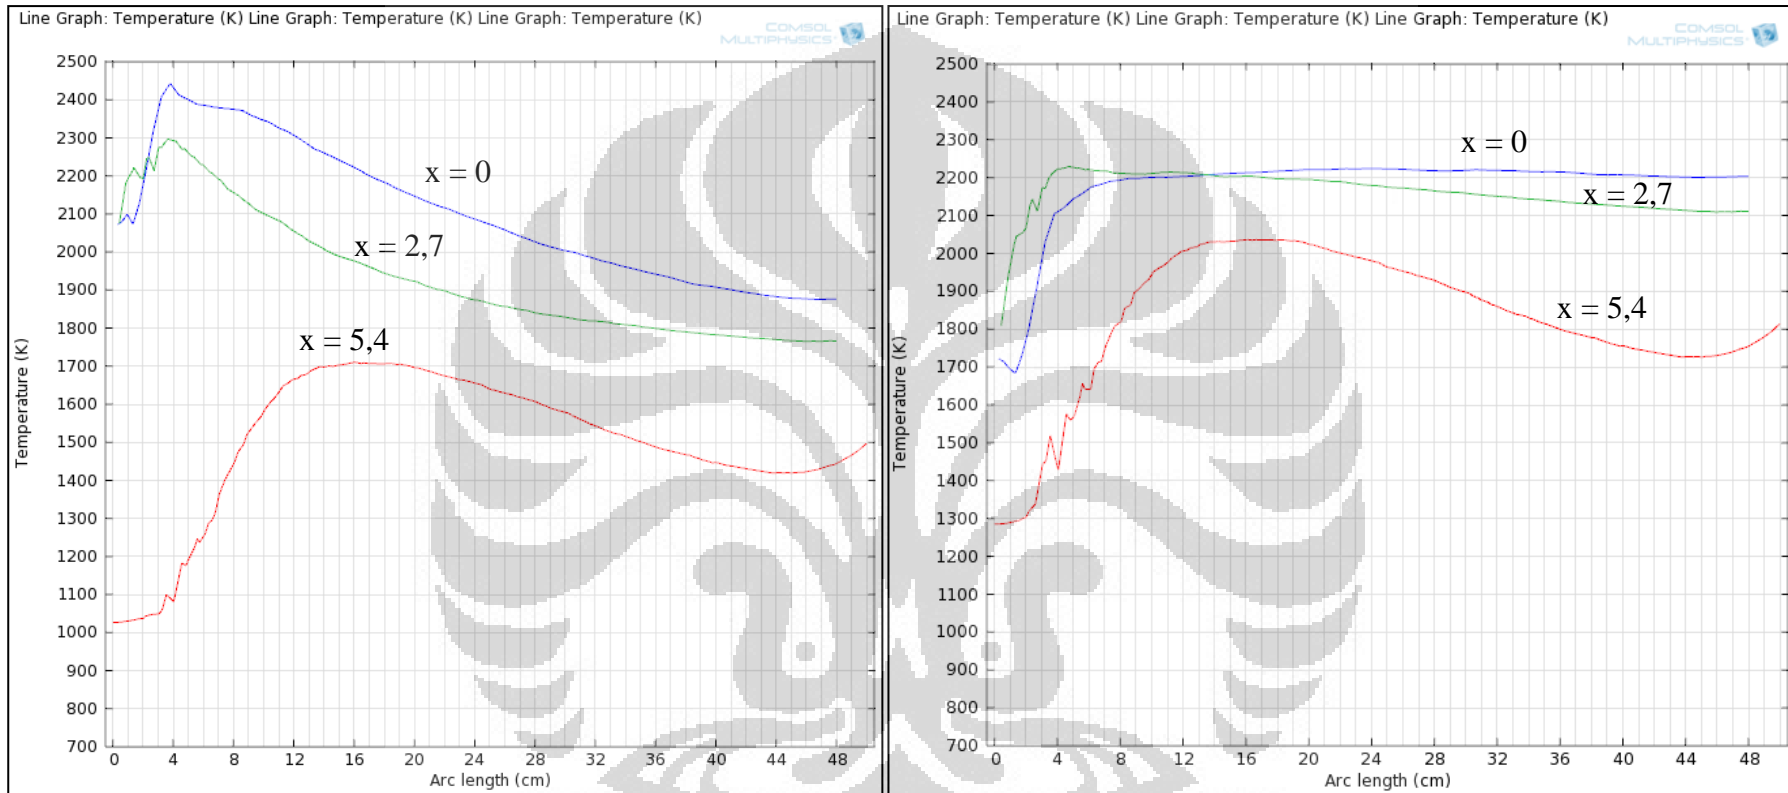 Line Graph: Temperature (K) Line Graph: Temperature (K) Line Graph: Temperature (K)
COMSOL
MULTIPHYSICS
2500
2400
2300
2200
2100
2000
1900
1800
1700
1600
1500
1400
1300
1200
1100
1000
900
800
700
Temperature (K)
x = 0
x = 2,7
x = 5,4
0 4 8 12 16 20 24 28 32 36 40 44 48
Arc length (cm)
Line Graph: Temperature (K) Line Graph: Temperature (K) Line Graph: Temperature (K)
COMSOL
MULTIPHYSICS
2500
2400
2300
2200
2100
2000
1900
1800
1700
1600
1500
1400
1300
1200
1100
1000
900
800
700
Temperature (K)
x = 0
x = 2,7
x = 5,4
0 4 8 12 16 20 24 28 32 36 40 44 48
Arc length (cm)